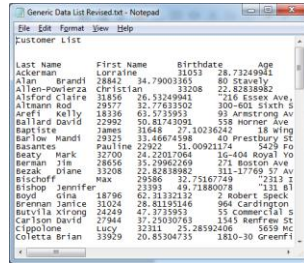 Generic Data List Revised.txt - Notepad
File Edit Format View Help
Customer List
Last Name First Name Birthdate Age
Ackerman Lorraine 31053 28.73249941
Alan Brandi 28842 34.79003365 80 Stavely
Allen-Powierza Christian 33208 22.82838982
Alsford Claire 31856 26.53249941 "216 Essex Ave,
Altmann Rod 29577 32.77633502 300-601 Sixth S
Arefi Kelly 18336 63.5735953 93 Armstrong Av
Ballard David 22992 50.81743091 558 Horner Ave
Baptiste James 31648 27.10236242 18 Wing
Barlow Mandi 29325 33.46674598 40 Prestbury St
Basantes Pauline 22922 51.00921174 5429 Fo
Beaty Mark 32700 24.22017064 1G-404 Royal Yo
Berman Jim 28656 35.29962269 271 Boston Ave
Bezak Diane 33208 22.82838982 311-17769 57 Av
Bischoff Max 29586 32.75167749 "2313 I
Bishop Jennifer 23393 49.71880078 "131 Bl
Boyd Gina 18796 62.31332132 2 Robert Speck
Brennan Janice 31024 28.81195146 964 Cardington
Butvila Xirong 24249 47.3735953 55 Commercial S
Carlson David 27944 37.25030763 1545 Renfrew St
Cippolone Lucy 32311 25.28592406 5659 Mc
Coletta Brian 33929 20.85304735 1810-30 Greenfi